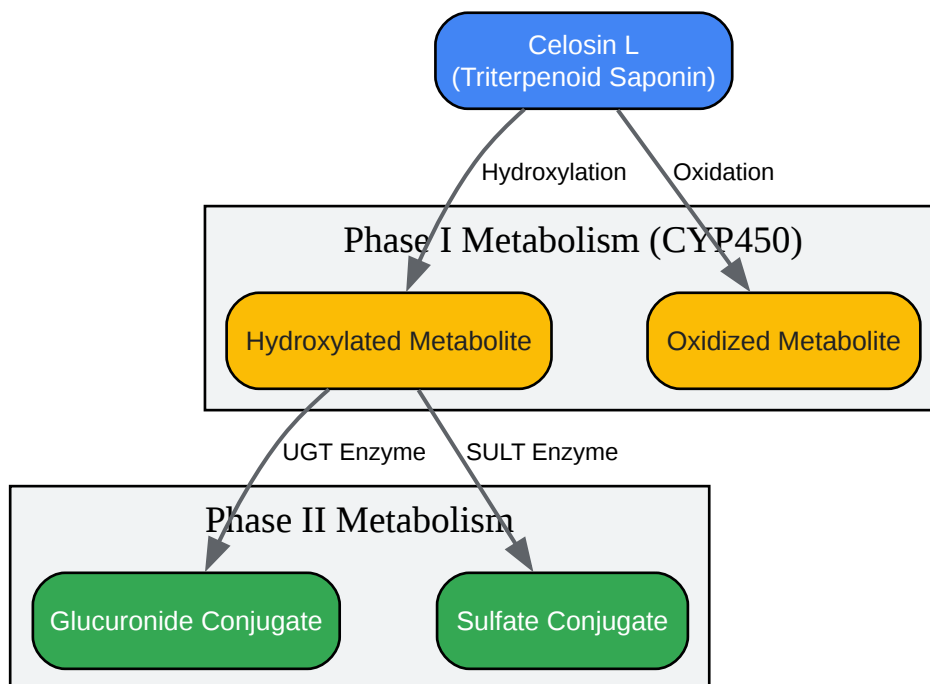 Celosin L
(Triterpenoid Saponin)
Hydroxylation
Oxidation
Phase I Metabolism (CYP450)
Hydroxylated Metabolite
Oxidized Metabolite
UGT Enzyme
SULT Enzyme
Phase II Metabolism
Glucuronide Conjugate
Sulfate Conjugate